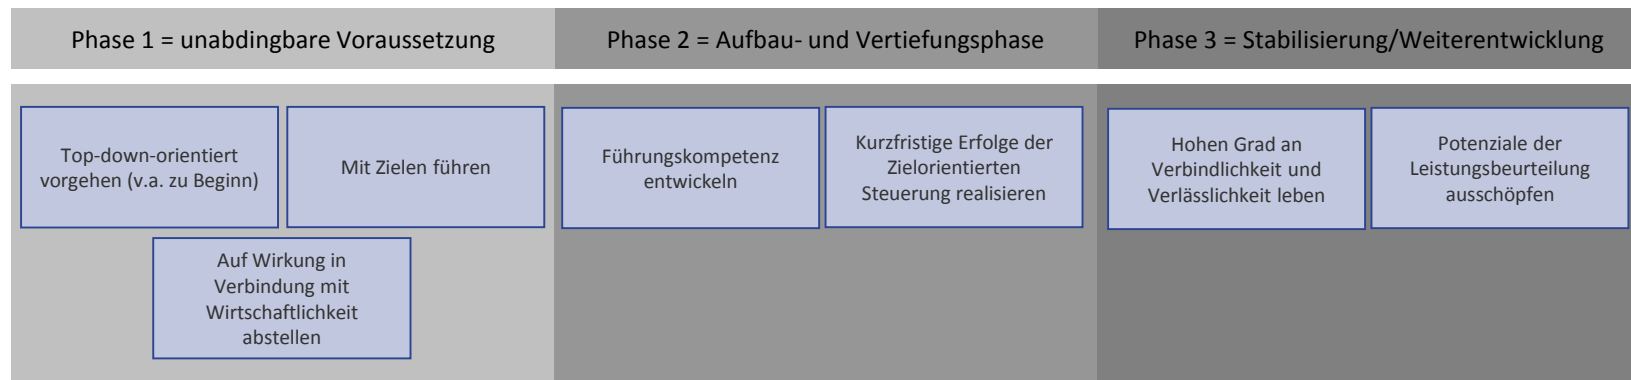 Phase 1 = unabdingbare Voraussetzung
Phase 2 = Aufbau- und Vertiefungsphase
Phase 3 = Stabilisierung/Weiterentwicklung
Top-down-orientiert
vorgehen (v.a. zu Beginn)
Mit Zielen führen
Auf Wirkung in
Verbindung mit
Wirtschaftlichkeit
abstellen
Führungskompetenz
entwickeln
Kurzfristige Erfolge der
Zielorientierten
Steuerung realisieren
Hohen Grad an
Verbindlichkeit und
Verlässlichkeit leben
Potenziale der
Leistungsbeurteilung
ausschöpfen